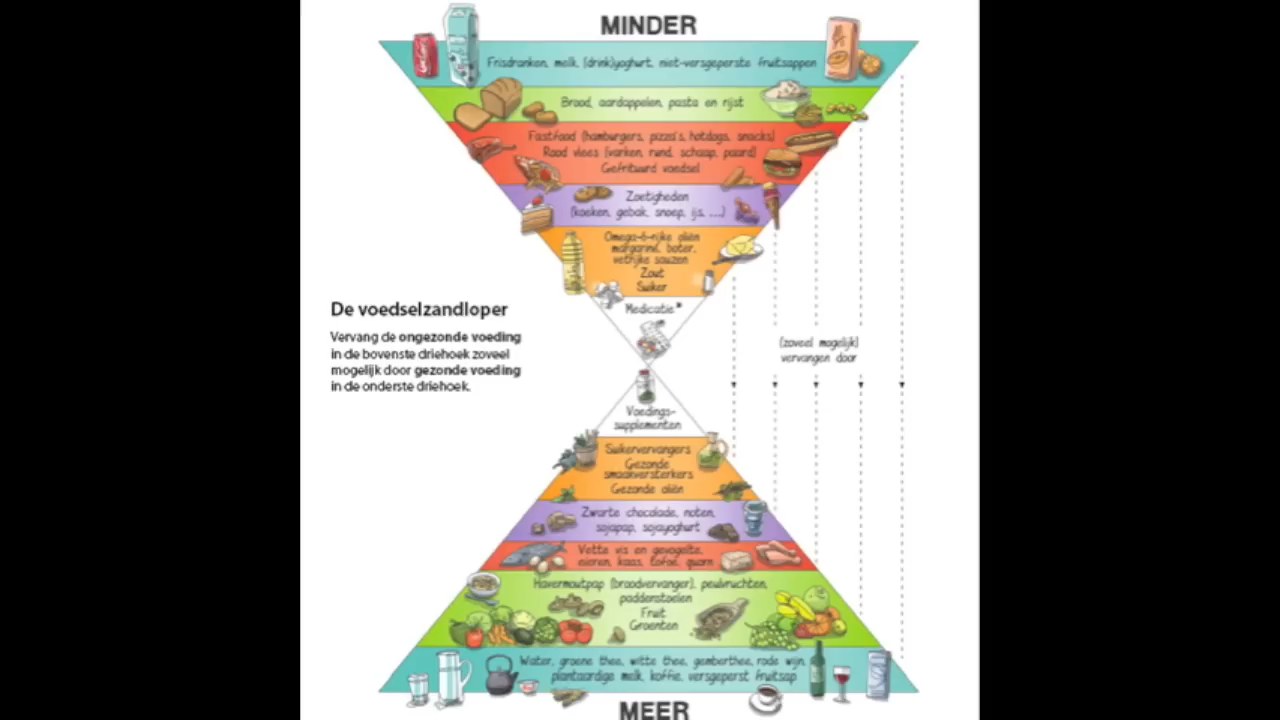 MINDER
Frisdranken, melk, (drink)yoghurt, niet-versgeperste fruitsappen
Brood, aardappelen, pasta en rijst
Fastfood (hamburgers, pizza's, hotdogs, snacks)
Rood vlees (varken, rund, schaap, paard)
Gefrituurd voedsel
Zoetigheden
(koeken, gebak, snoep, ijs, ...)
Omega-6-rijke oliën
margarine, boter,
vetrijke sauzen
Zout
Suiker
Medicatie*
De voedselzandloper
Vervang de ongezonde voeding
in de bovenste driehoek zoveel
mogelijk door gezonde voeding
in de onderste driehoek.
(zoveel mogelijk)
vervangen door
Voedings-
supplementen
Suikervervangers
Gezonde
smaakversterkers
Gezonde oliën
Zwarte chocolade, noten,
sojapap, sojayoghurt
Vette vis en gevogelte,
eieren, kaas, tofoe, quorn
Havermoutpap (broodvervanger), peulvruchten,
paddenstoelen
Fruit
Groenten
Water, groene thee, witte thee, gemberthee, rode wijn,
plantaardige melk, koffie, versgeperst fruitsap
MEER